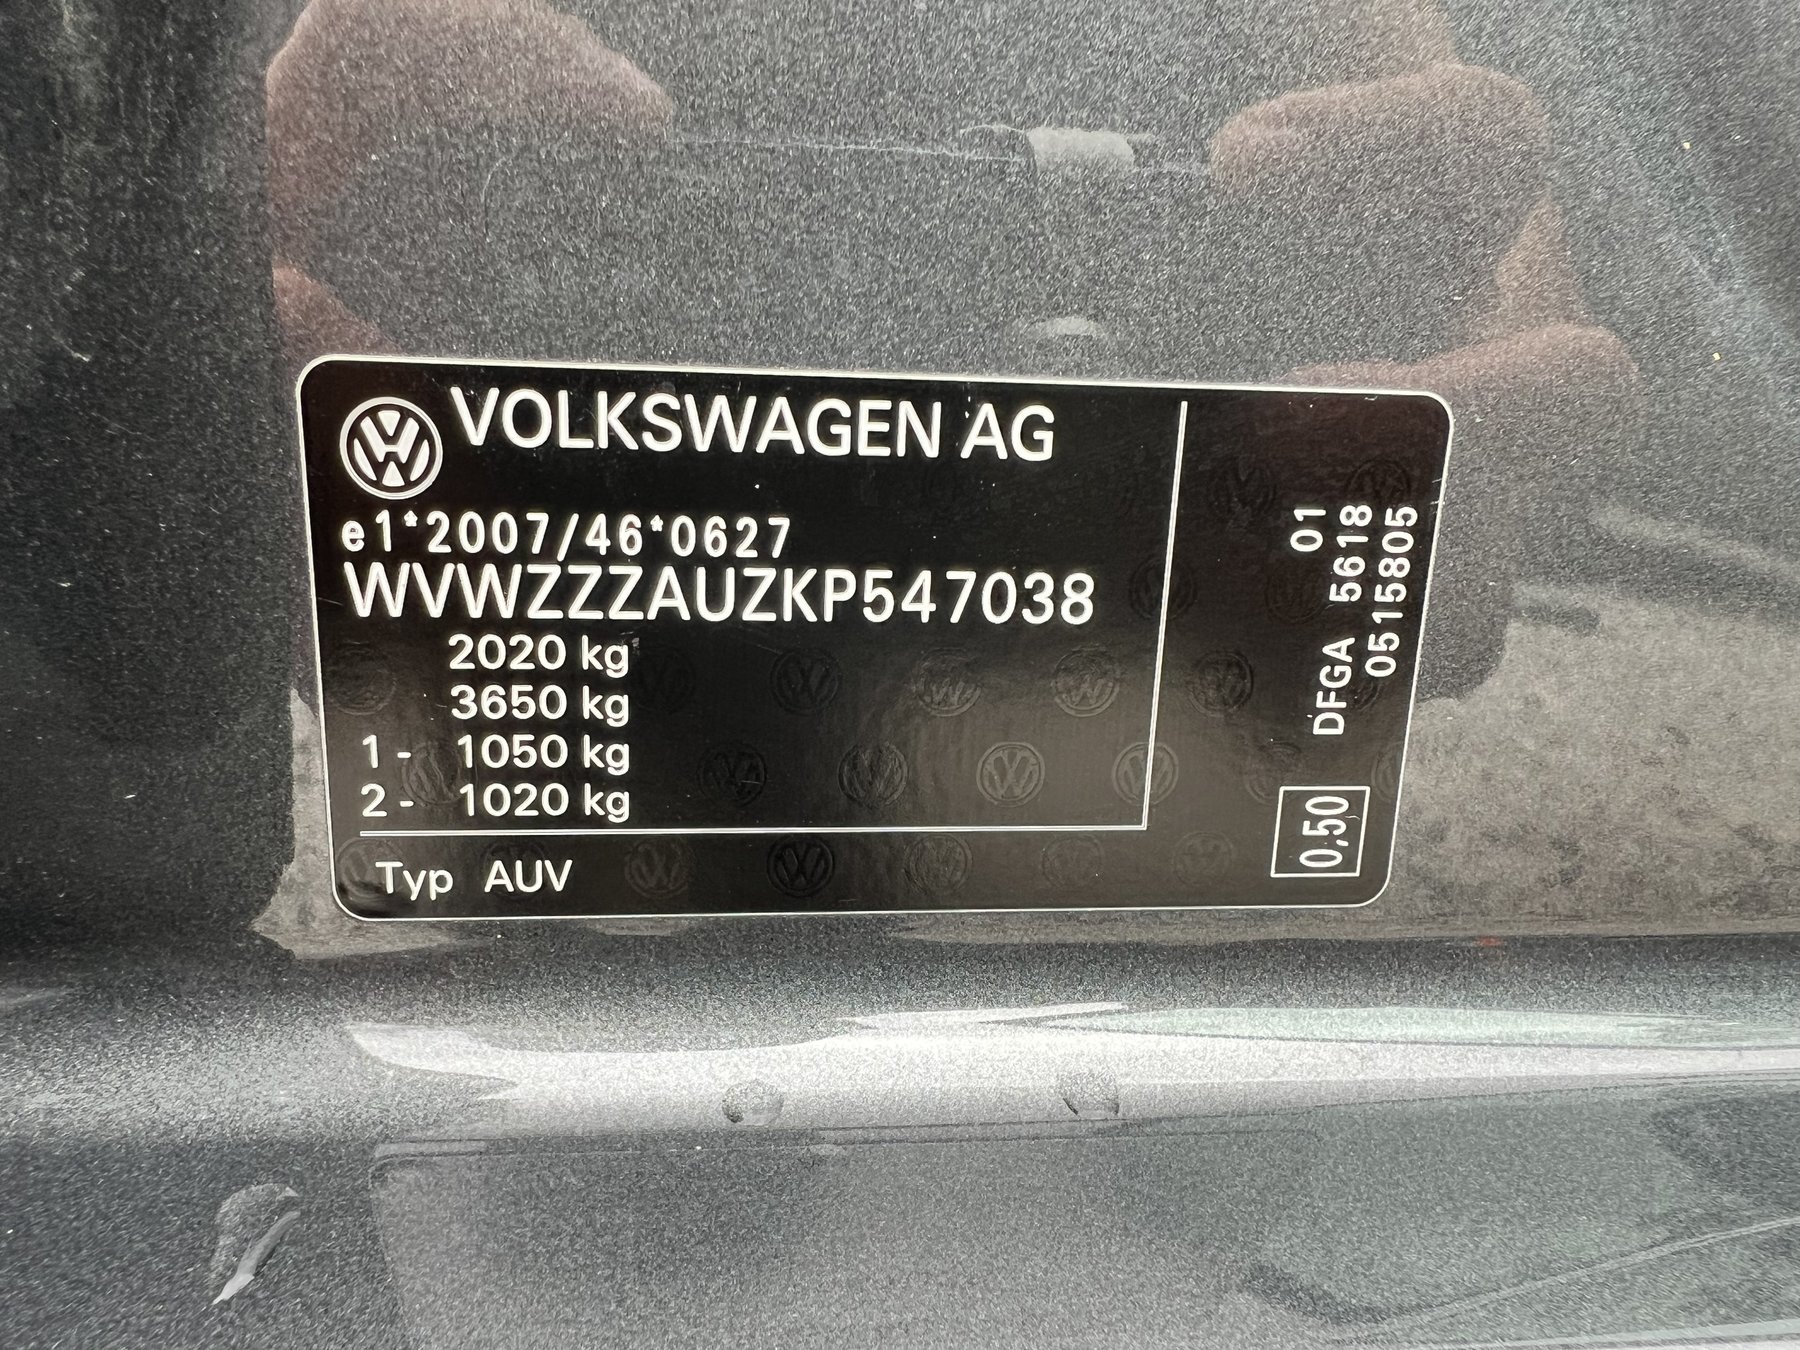 VOLKSWAGEN AG
e1*2007/46*0627
WVWZZZAUZKP547038
2020 kg
3650 kg
1 - 1050 kg
2 - 1020 kg
Typ AUV
01
DFGA 5618
0515805
0,50